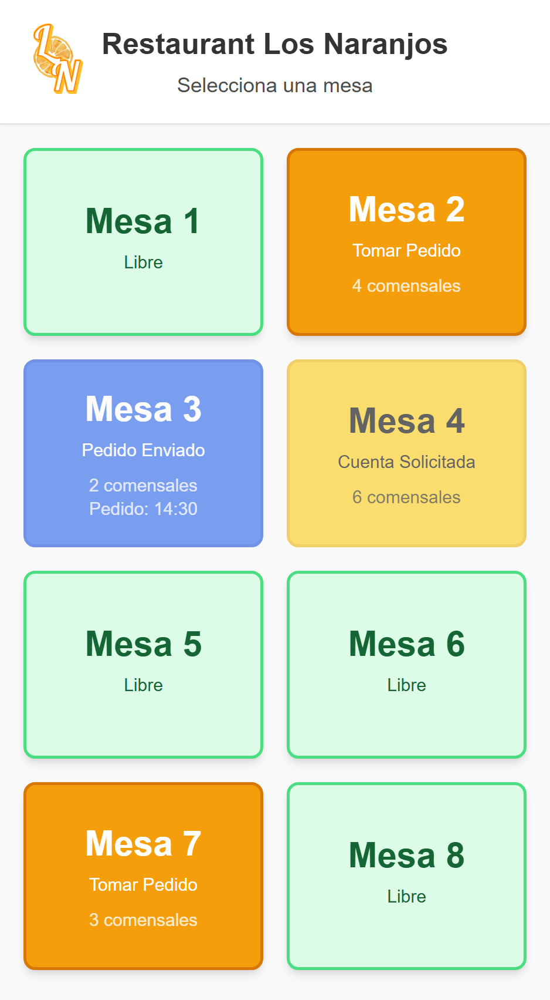 LN
Restaurant Los Naranjos
Selecciona una mesa
Mesa 1
Libre
Mesa 2
Tomar Pedido
4 comensales
Mesa 3
Pedido Enviado
2 comensales
Pedido: 14:30
Mesa 4
Cuenta Solicitada
6 comensales
Mesa 5
Libre
Mesa 6
Libre
Mesa 7
Tomar Pedido
3 comensales
Mesa 8
Libre